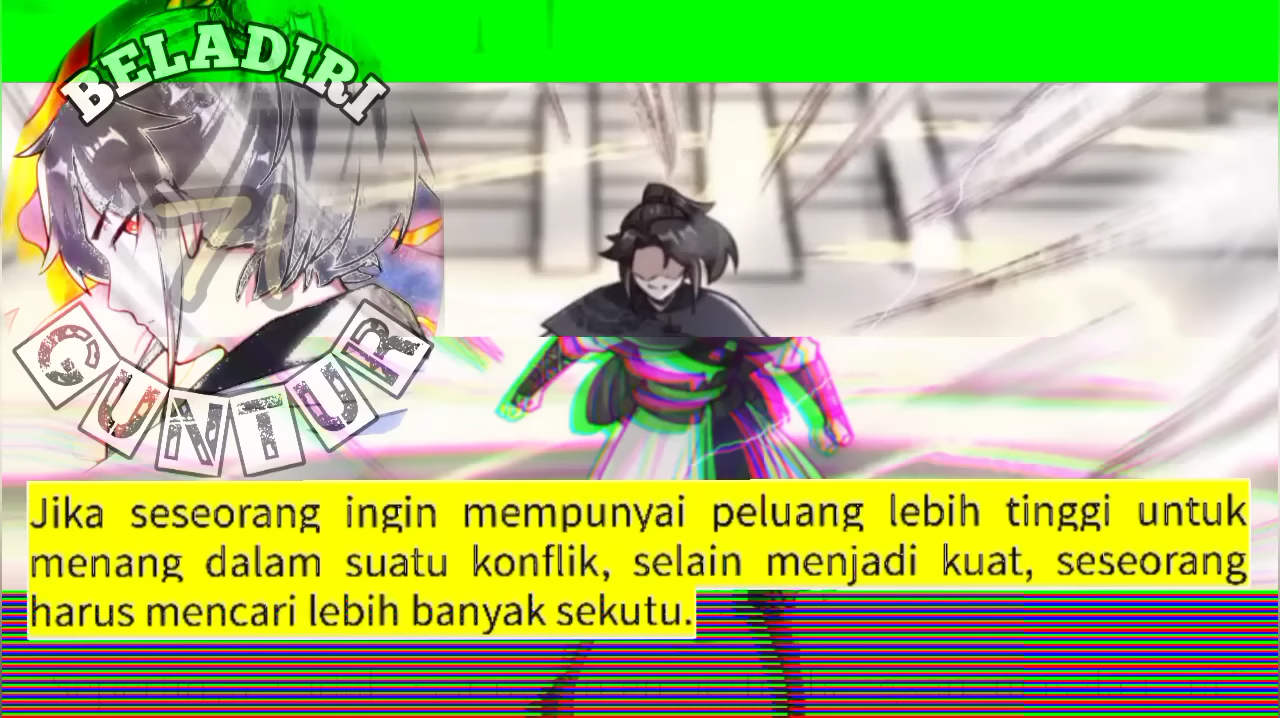 BELADIRI
71
GUNTUR
Jika seseorang ingin mempunyai peluang lebih tinggi untuk
menang dalam suatu konflik, selain menjadi kuat, seseorang
harus mencari lebih banyak sekutu.